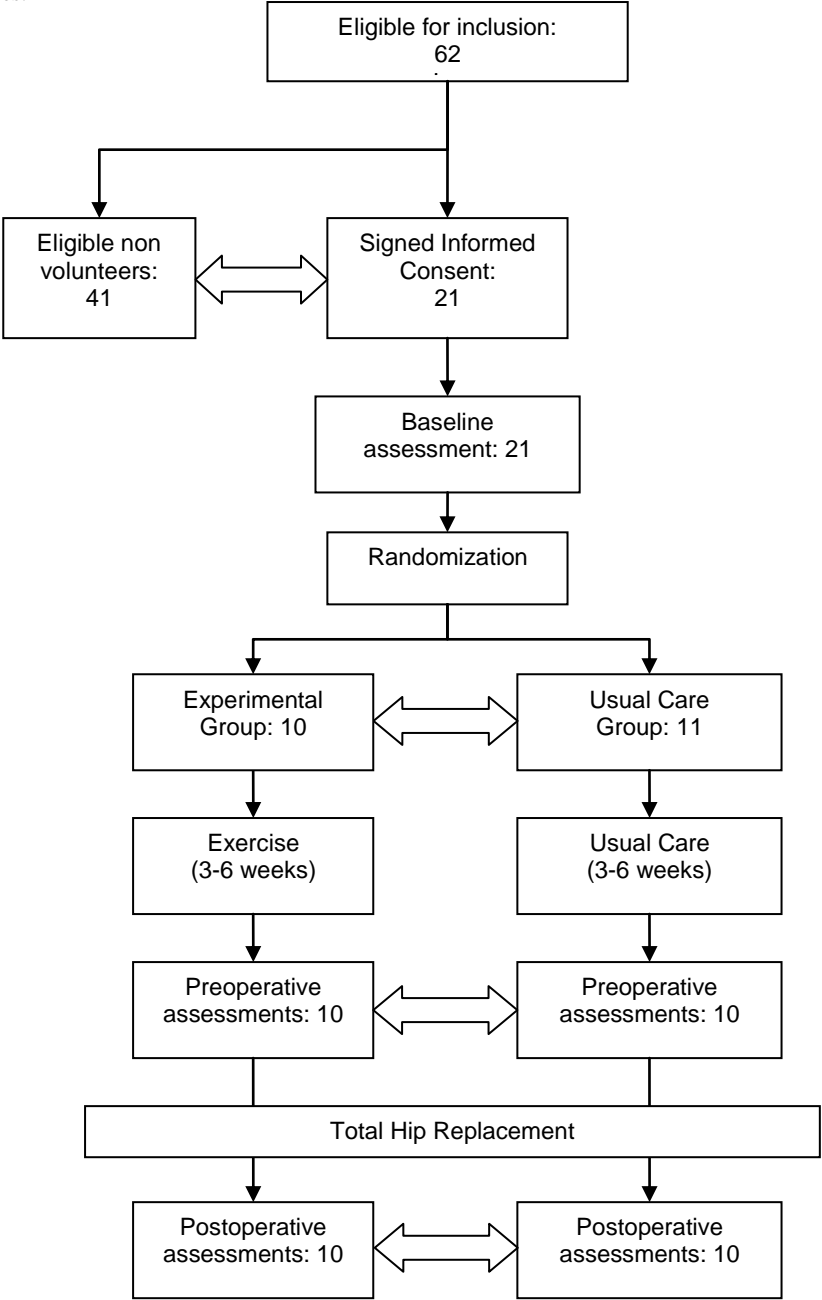 Eligible for inclusion:
62
Eligible non
volunteers:
41
Signed Informed
Consent:
21
Baseline
assessment: 21
Randomization
Experimental
Group: 10
Usual Care
Group: 11
Exercise
(3-6 weeks)
Usual Care
(3-6 weeks)
Preoperative
assessments: 10
Preoperative
assessments: 10
Total Hip Replacement
Postoperative
assessments: 10
Postoperative
assessments: 10